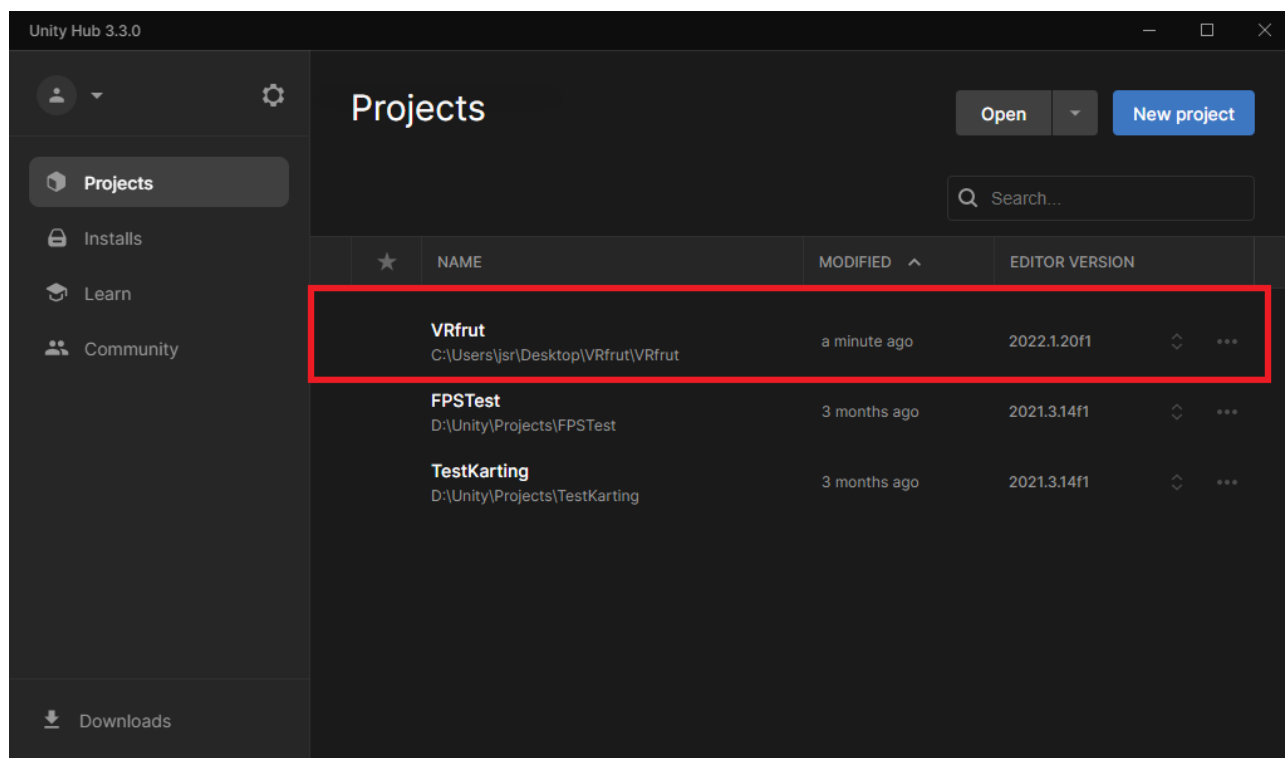 Unity Hub 3.3.0
Projects
Open
New project
Projects
Installs
Learn
Community
Search...
NAME MODIFIED EDITOR VERSION
VRfrut
C:\Users\jsr\Desktop\VRfrut\VRfrut
a minute ago
2022.1.20f1
FPSTest
D:\Unity\Projects\FPSTest
3 months ago
2021.3.14f1
TestKarting
D:\Unity\Projects\TestKarting
3 months ago
2021.3.14f1
Downloads